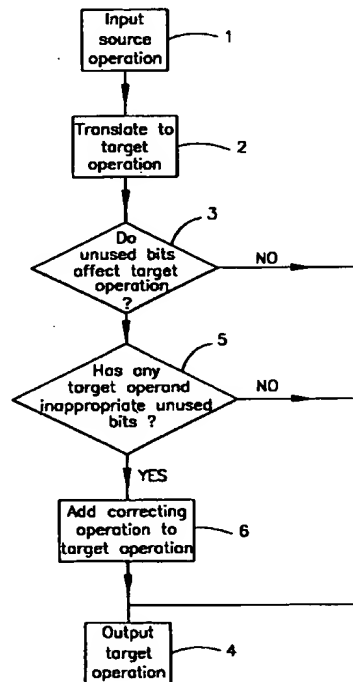 Input
source
operation
1
Translate to
target
operation
2
3
Do
unused bits
affect target
operation
?
NO
5
Has any
target operand
inappropriate unused
bits ?
NO
YES
Add correcting
operation to
target operation
6
Output
target
operation
4